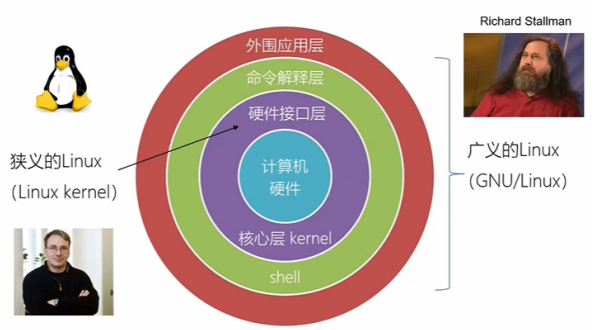 Richard Stallman
外围应用层
命令解释层
硬件接口层
计算机
硬件
核心层 kernel
shell
狭义的Linux
(Linux kernel)
广义的Linux
(GNU/Linux)